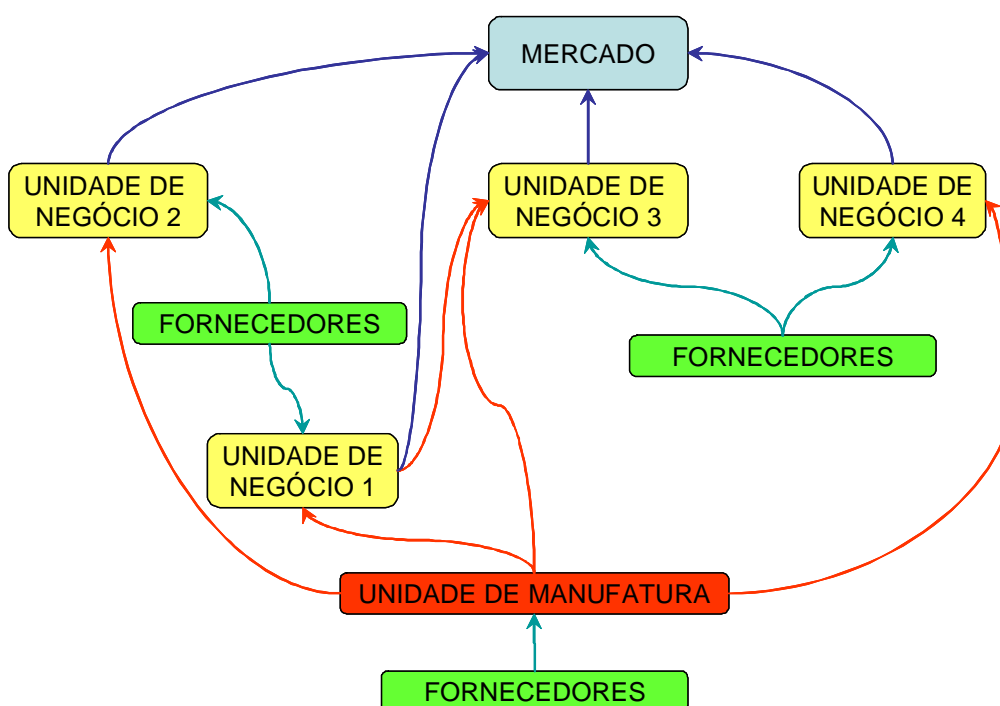 MERCADO
UNIDADE DE
NEGÓCIO 2
UNIDADE DE
NEGÓCIO 3
UNIDADE DE
NEGÓCIO 4
FORNECEDORES
FORNECEDORES
UNIDADE DE
NEGÓCIO 1
UNIDADE DE MANUFATURA
FORNECEDORES